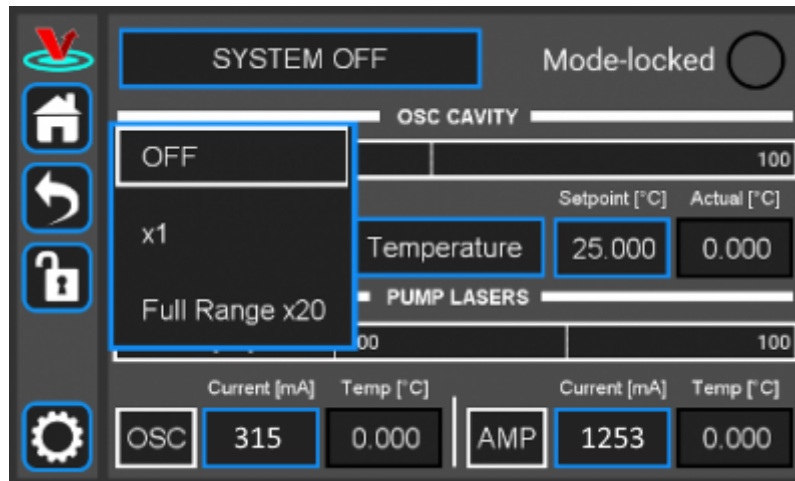 SYSTEM OFF Mode-locked
OSC CAVITY
OFF
100
Setpoint [°C] Actual [°C]
x1
Temperature 25.000 0.000
PUMP LASERS
Full Range x20
00 100
Current [mA] Temp [°C] Current [mA] Temp [°C]
OSC 315 0.000 AMP 1253 0.000